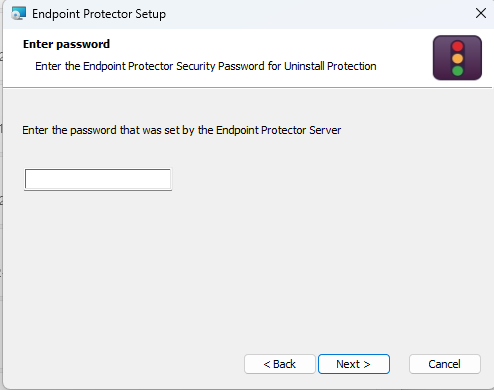 Endpoint Protector Setup
Enter password
Enter the Endpoint Protector Security Password for Uninstall Protection
Enter the password that was set by the Endpoint Protector Server
< Back
Next >
Cancel